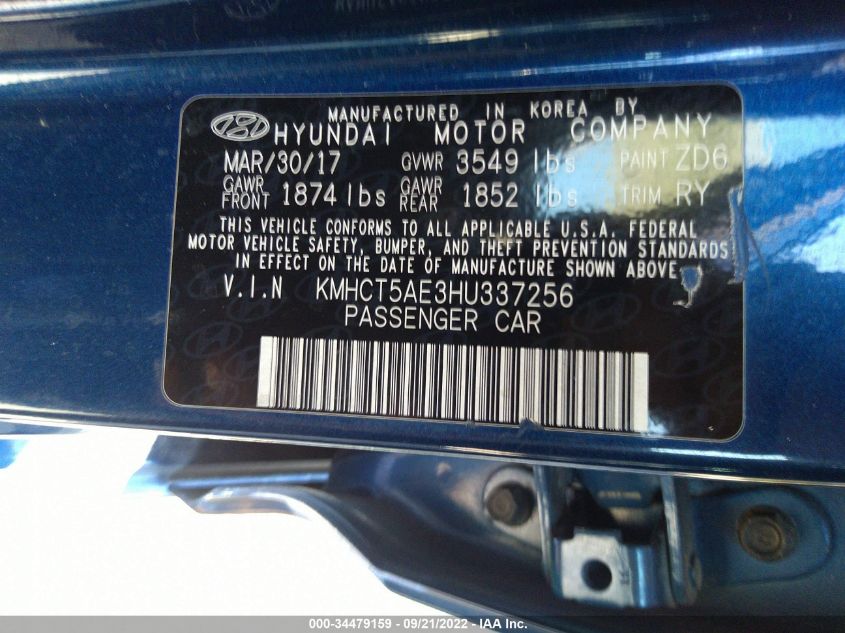 MANUFACTURED IN KOREA BY
HYUNDAI MOTOR COMPANY
MAR/30/17 GVWR 3549 lbs PAINT ZD6
GAWR FRONT 1874 lbs GAWR REAR 1852 lbs TRIM RY
THIS VEHICLE CONFORMS TO ALL APPLICABLE U.S.A. FEDERAL
MOTOR VEHICLE SAFETY, BUMPER, AND THEFT PREVENTION STANDARDS
IN EFFECT ON THE DATE OF MANUFACTURE SHOWN ABOVE.
V.I.N KMHCT5AE3HU337256
PASSENGER CAR
000-34479159 - 09/21/2022 - IAA Inc.